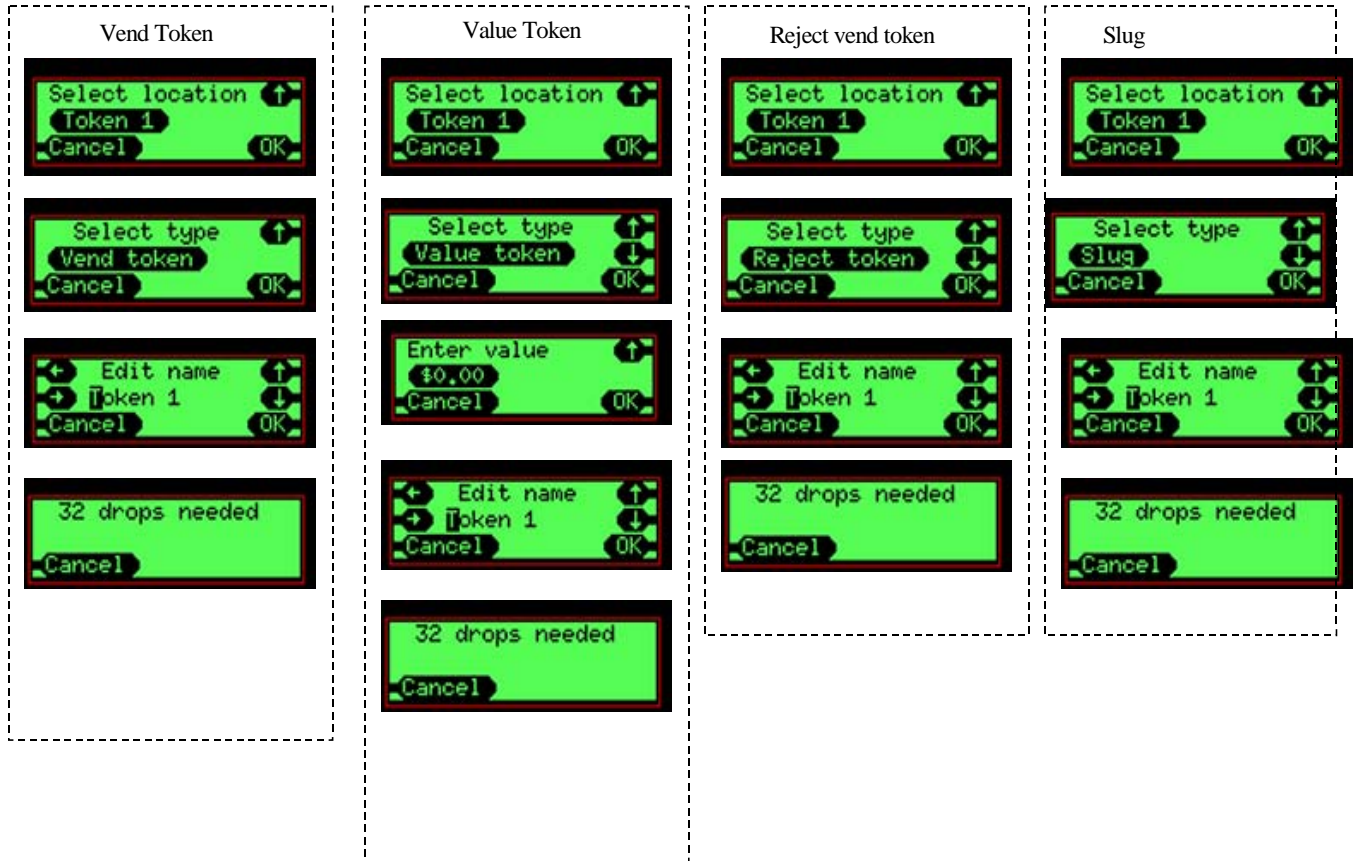 Vend Token
Select location ↑
Token 1
Cancel OK
Select type ↑
Vend token
Cancel OK
← Edit name ↑
→ Token 1 ↓
Cancel OK
32 drops needed
Cancel
Value Token
Select location ↑
Token 1
Cancel OK
Select type ↑
Value token ↓
Cancel OK
Enter value ↑
$0.00
Cancel OK
← Edit name ↑
→ Token 1 ↓
Cancel OK
32 drops needed
Cancel
Reject vend token
Select location ↑
Token 1
Cancel OK
Select type ↑
Reject token ↓
Cancel OK
← Edit name ↑
→ Token 1 ↓
Cancel OK
32 drops needed
Cancel
Slug
Select location ↑
Token 1
Cancel OK
Select type ↑
Slug ↓
Cancel OK
← Edit name ↑
→ Token 1 ↓
Cancel OK
32 drops needed
Cancel